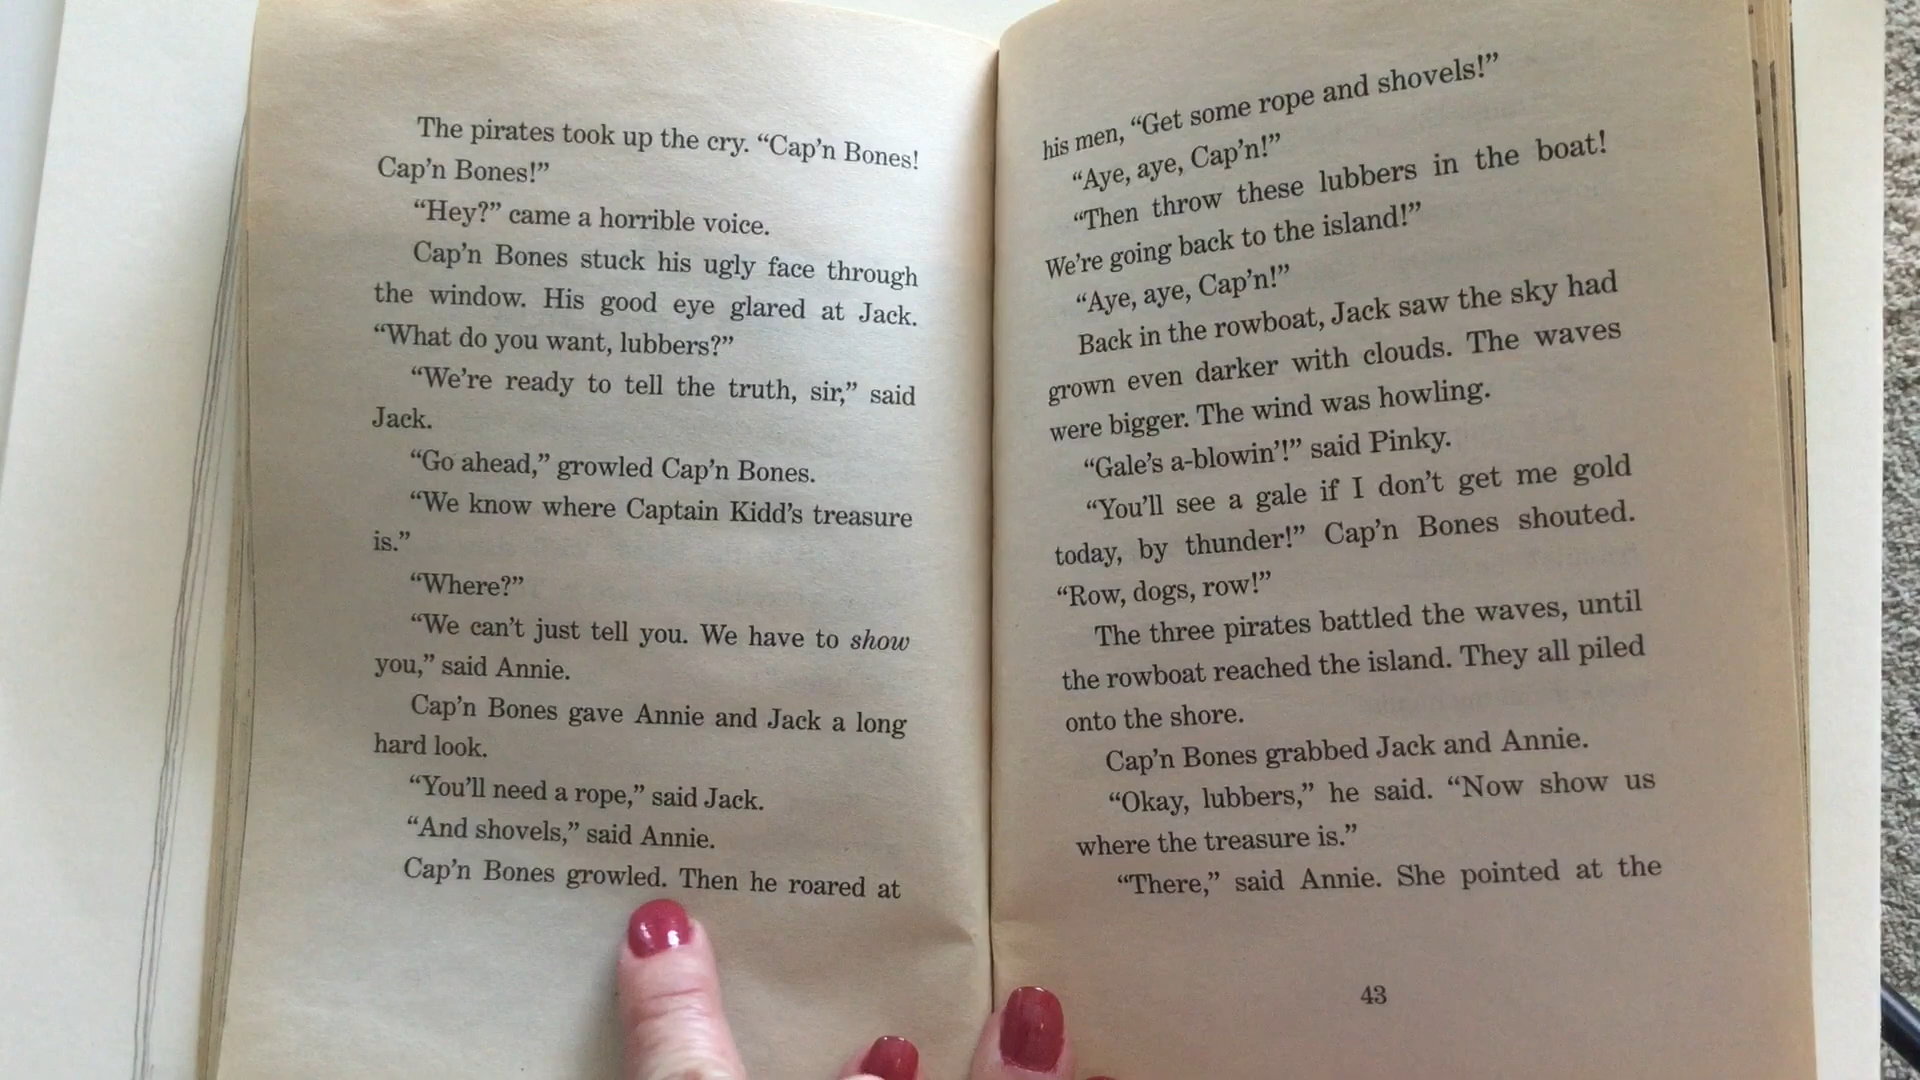 The pirates took up the cry. “Cap’n Bones!
Cap’n Bones!”
“Hey?” came a horrible voice.
Cap’n Bones stuck his ugly face through
the window. His good eye glared at Jack.
“What do you want, lubbers?”
“We’re ready to tell the truth, sir,” said
Jack.
“Go ahead,” growled Cap’n Bones.
“We know where Captain Kidd’s treasure
is.”
“Where?”
“We can’t just tell you. We have to show
you,” said Annie.
Cap’n Bones gave Annie and Jack a long
hard look.
“You’ll need a rope,” said Jack.
“And shovels,” said Annie.
Cap’n Bones growled. Then he roared at
his men, “Get some rope and shovels!”
“Aye, aye, Cap’n!”
“Then throw these lubbers in the boat!
We’re going back to the island!”
“Aye, aye, Cap’n!”
Back in the rowboat, Jack saw the sky had
grown even darker with clouds. The waves
were bigger. The wind was howling.
“Gale’s a-blowin’!” said Pinky.
“You’ll see a gale if I don’t get me gold
today, by thunder!” Cap’n Bones shouted.
“Row, dogs, row!”
The three pirates battled the waves, until
the rowboat reached the island. They all piled
onto the shore.
Cap’n Bones grabbed Jack and Annie.
“Okay, lubbers,” he said. “Now show us
where the treasure is.”
“There,” said Annie. She pointed at the
43